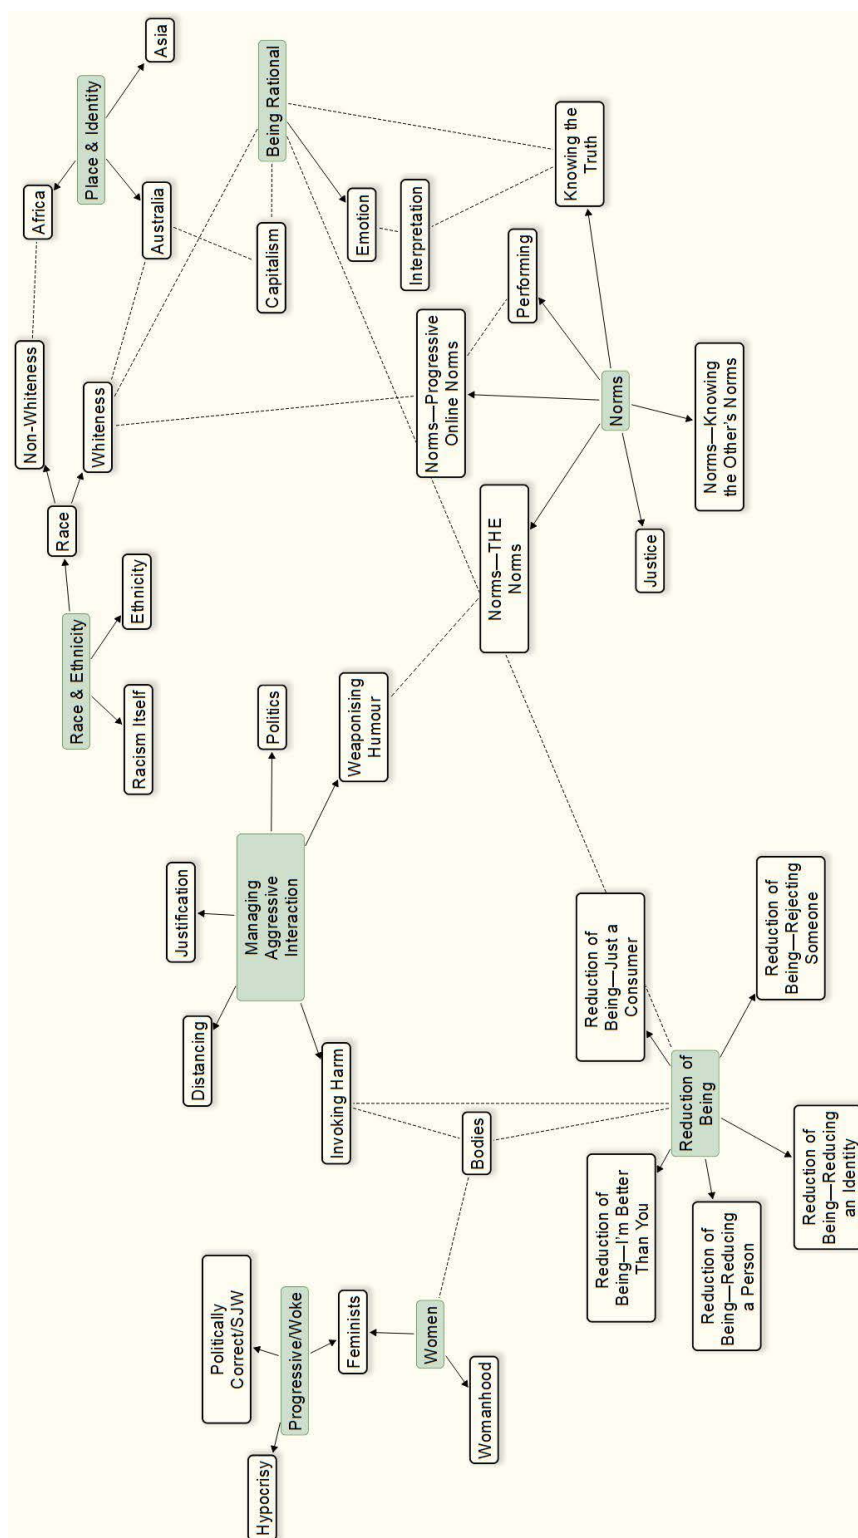 Non-Whiteness
Africa
Race
Race & Ethnicity
Place & Identity
Whiteness
Racism Itself
Ethnicity
Australia
Asia
Justification
Distancing
Politically
Correct/SJW
Hypocrisy
Managing
Aggressive
Interaction
Politics
Capitalism
Being Rational
Progressive/Woke
Invoking Harm
Feminists
Weaponising
Humour
Emotion
Interpretation
Women
Norms—Progressive
Online Norms
Womanhood
Bodies
Norms—THE
Norms
Performing
Knowing the
Truth
Reduction of
Being—Just a
Consumer
Reduction of
Being—I'm Better
Than You
Norms
Justice
Reduction of
Being
Reduction of
Being—Reducing
a Person
Norms—Knowing
the Other's Norms
Reduction of
Being—Rejecting
Someone
Reduction of
Being—Reducing
an Identity